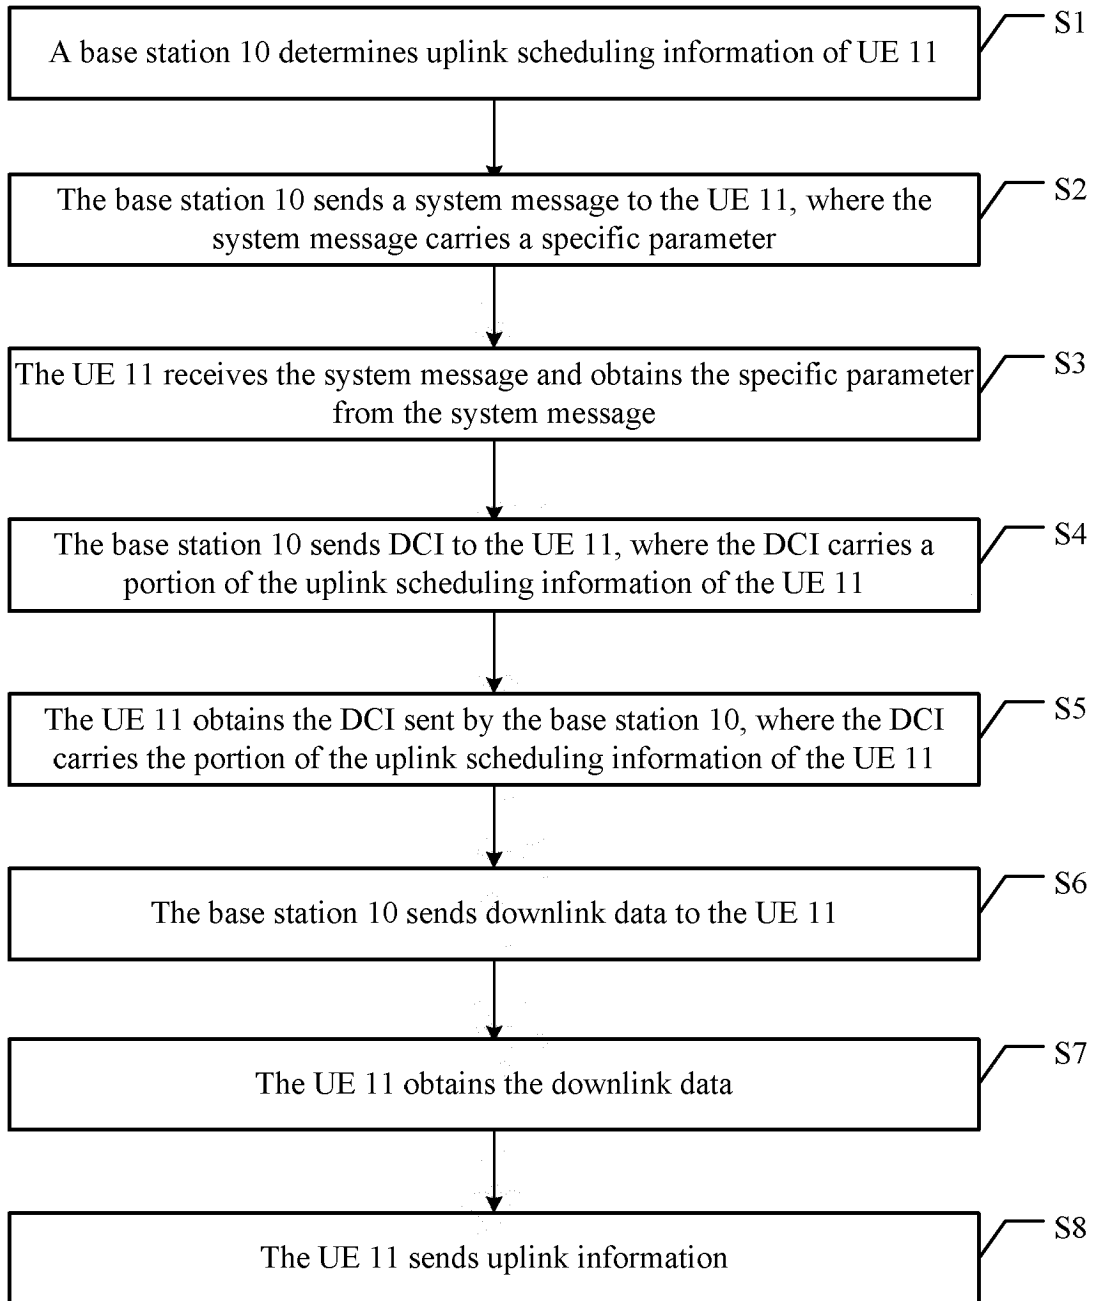 S1
A base station 10 determines uplink scheduling information of UE 11
S2
The base station 10 sends a system message to the UE 11, where the
system message carries a specific parameter
S3
The UE 11 receives the system message and obtains the specific parameter
from the system message
S4
The base station 10 sends DCI to the UE 11, where the DCI carries a
portion of the uplink scheduling information of the UE 11
S5
The UE 11 obtains the DCI sent by the base station 10, where the DCI
carries the portion of the uplink scheduling information of the UE 11
S6
The base station 10 sends downlink data to the UE 11
S7
The UE 11 obtains the downlink data
S8
The UE 11 sends uplink information